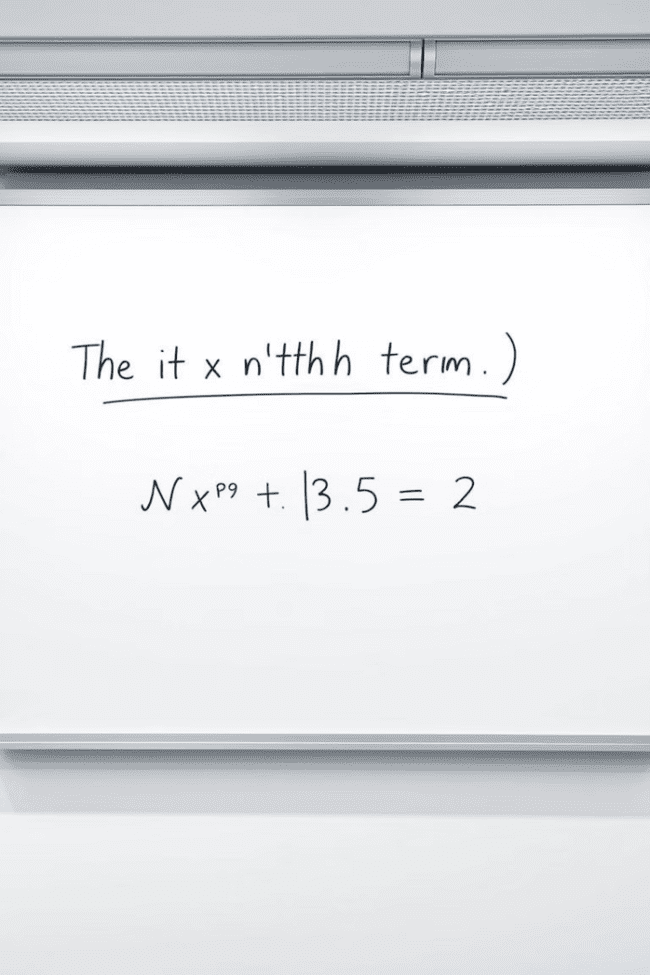 The it x n'tthh term.)
N x^p9 +. |3.5 = 2